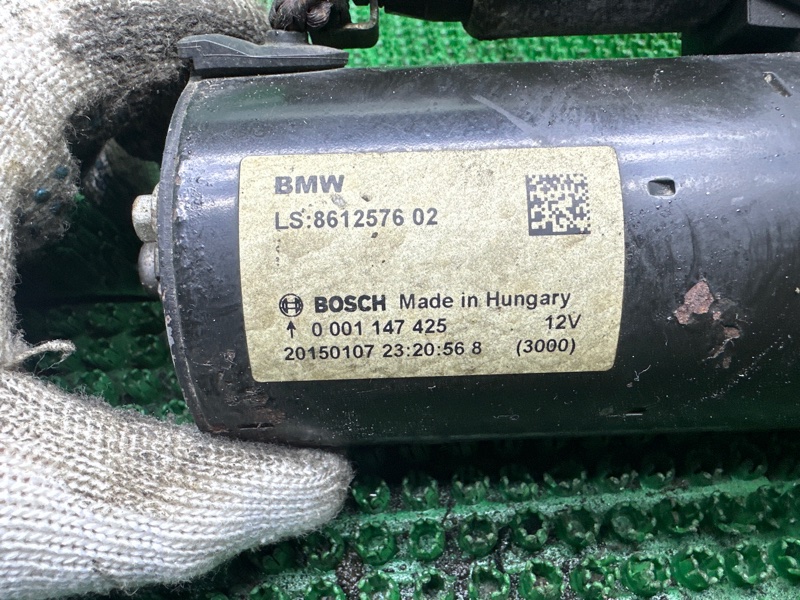 BMW
LS:8612576 02
BOSCH Made in Hungary
↑ 0 001 147 425 12V
20150107 23:20:56 8 (3000)